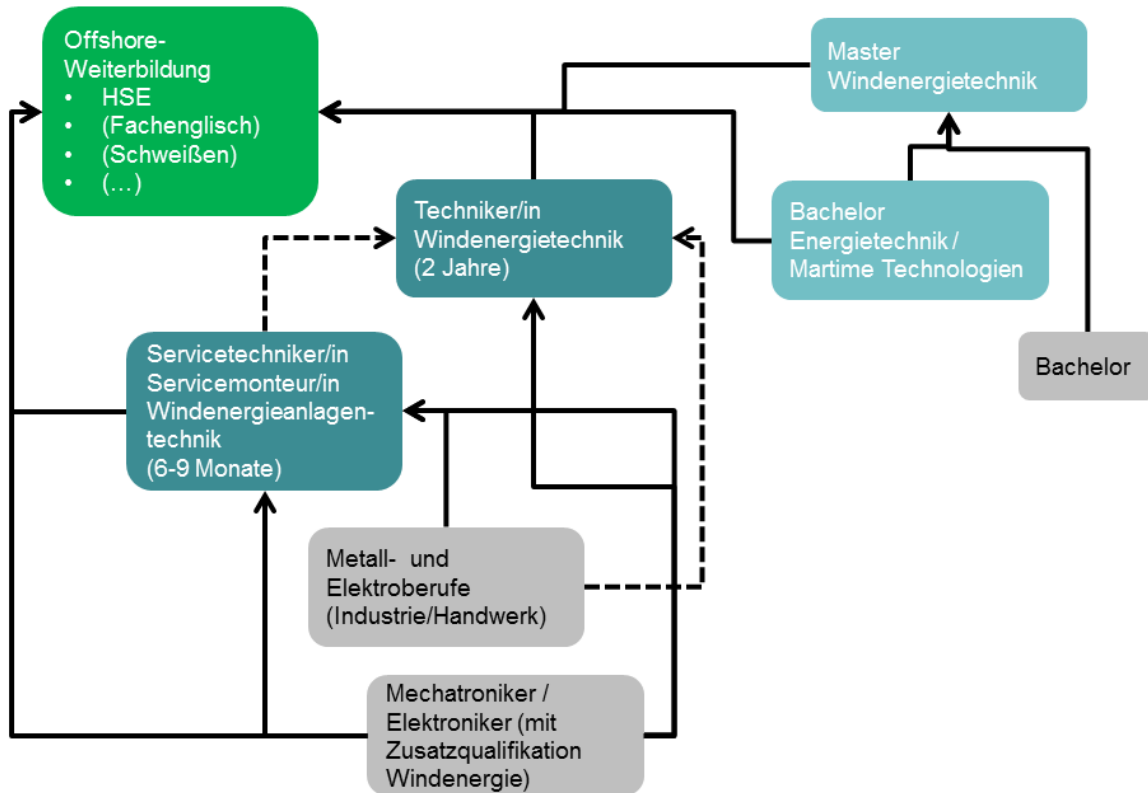 Offshore-
Weiterbildung
• HSE
• (Fachenglisch)
• (Schweißen)
• (...)
Master
Windenergietechnik
Techniker/in
Windenergietechnik
(2 Jahre)
Bachelor
Energietechnik /
Martime Technologien
Servicetechniker/in
Servicemonteur/in
Windenergieanlagen-
technik
(6-9 Monate)
Bachelor
Metall- und
Elektroberufe
(Industrie/Handwerk)
Mechatroniker /
Elektroniker (mit
Zusatzqualifikation
Windenergie)